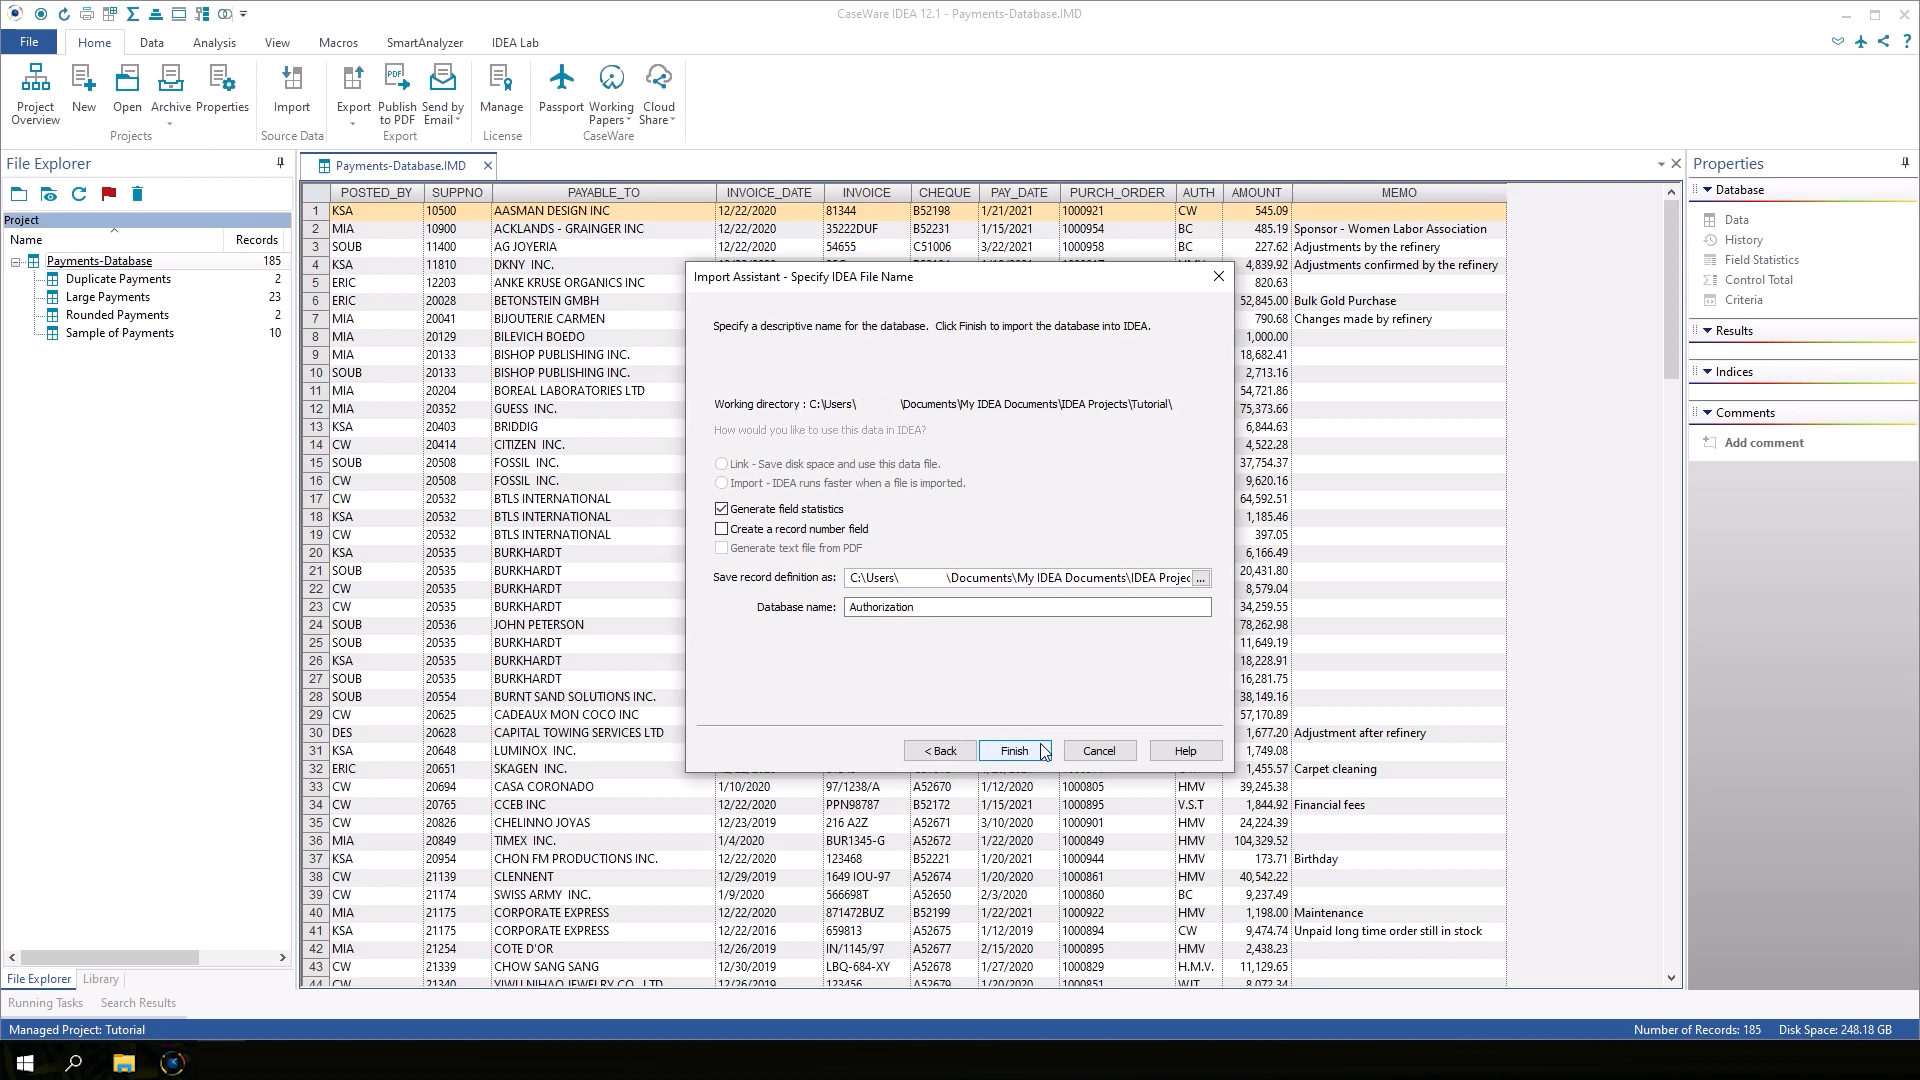 CaseWare IDEA 12.1 - Payments-Database.IMD
File Home Data Analysis View Macros SmartAnalyzer IDEA Lab
Project Overview New Open Archive Properties Import Export Publish to PDF Send by Email Manage Passport Working Papers Cloud Share
Projects Source Data Export License CaseWare
File Explorer
Project
Name Records
Payments-Database 185
Duplicate Payments 2
Large Payments 23
Rounded Payments 2
Sample of Payments 10
File Explorer Library
Payments-Database.IMD
POSTED_BY SUPPNO PAYABLE_TO INVOICE_DATE INVOICE CHEQUE PAY_DATE PURCH_ORDER AUTH AMOUNT MEMO
1 KSA 10500 AASMAN DESIGN INC 12/22/2020 81344 B52198 1/21/2021 1000921 CW 545.09
2 MIA 10900 ACKLANDS - GRAINGER INC 12/22/2020 35222DUF B52231 1/15/2021 1000954 BC 485.19 Sponsor - Women Labor Association
3 SOUB 11400 AG JOYERIA 12/22/2020 54655 C51006 3/22/2021 1000958 BC 227.62 Adjustments by the refinery
4 KSA 11810 DKNY INC. 4,839.92 Adjustments confirmed by the refinery
5 ERIC 12203 ANKE KRUSE ORGANICS INC 820.63
6 ERIC 20028 BETONSTEIN GMBH 52,845.00 Bulk Gold Purchase
7 MIA 20041 BIJOUTERIE CARMEN 790.68 Changes made by refinery
8 MIA 20129 BILEVICH BOEDO 1,000.00
9 MIA 20133 BISHOP PUBLISHING INC. 18,682.41
10 SOUB 20133 BISHOP PUBLISHING INC. 2,713.16
11 MIA 20204 BOREAL LABORATORIES LTD 54,721.86
12 MIA 20352 GUESS INC. 75,373.66
13 KSA 20403 BRIDDIG 6,844.63
14 CW 20414 CITIZEN INC. 4,522.28
15 SOUB 20508 FOSSIL INC. 37,754.37
16 CW 20508 FOSSIL INC. 9,620.16
17 CW 20532 BTLS INTERNATIONAL 64,592.51
18 KSA 20532 BTLS INTERNATIONAL 1,185.46
19 CW 20532 BTLS INTERNATIONAL 397.05
20 KSA 20535 BURKHARDT 6,166.49
21 SOUB 20535 BURKHARDT 20,431.80
22 CW 20535 BURKHARDT 8,579.04
23 CW 20535 BURKHARDT 34,259.55
24 SOUB 20536 JOHN PETERSON 78,262.98
25 SOUB 20535 BURKHARDT 11,649.19
26 KSA 20535 BURKHARDT 18,228.91
27 SOUB 20535 BURKHARDT 16,281.75
28 SOUB 20554 BURNT SAND SOLUTIONS INC. 38,149.16
29 CW 20625 CADEAUX MON COCO INC 57,170.89
30 DES 20628 CAPITAL TOWING SERVICES LTD 1,677.20 Adjustment after refinery
31 KSA 20648 LUMINOX INC. 1,749.08
32 ERIC 20651 SKAGEN INC. 1,455.57 Carpet cleaning
33 CW 20694 CASA CORONADO 1/10/2020 97/1238/A A52670 1/12/2020 1000805 HMV 39,245.38
34 CW 20765 CCEB INC 12/22/2020 PPN98787 B52172 1/15/2021 1000895 V.S.T 1,844.92 Financial fees
35 CW 20826 CHELINNO JOYAS 12/23/2019 216 A2Z A52671 3/10/2020 1000901 HMV 24,224.39
36 MIA 20849 TIMEX INC. 1/4/2020 BUR1345-G A52672 1/22/2020 1000849 HMV 104,329.52
37 KSA 20954 CHON FM PRODUCTIONS INC. 12/22/2020 123468 B52221 1/20/2021 1000944 HMV 173.71 Birthday
38 CW 21139 CLENNENT 12/29/2019 1649 IOU-97 A52674 1/20/2020 1000861 HMV 40,542.22
39 CW 21174 SWISS ARMY INC. 1/9/2020 566698T A52650 2/3/2020 1000860 BC 9,237.49
40 MIA 21175 CORPORATE EXPRESS 12/22/2020 871472BUZ B52199 1/22/2021 1000922 HMV 1,198.00 Maintenance
41 KSA 21175 CORPORATE EXPRESS 12/22/2016 659813 A52675 1/12/2019 1000894 CW 9,474.74 Unpaid long time order still in stock
42 MIA 21254 COTE D'OR 12/26/2019 IN/1145/97 A52677 2/15/2020 1000895 HMV 2,438.23
43 CW 21339 CHOW SANG SANG 12/30/2019 LBQ-684-XY A52678 1/27/2020 1000829 H.M.V. 11,129.65
44 CW 21340 YIWU NIHAO JEWELRY CO., LTD 12/26/2019 123456 A52679 1/20/2020 1000851 WJT 8,072.34
Import Assistant - Specify IDEA File Name
Specify a descriptive name for the database. Click Finish to import the database into IDEA.
Working directory : C:\Users\ \Documents\My IDEA Documents\IDEA Projects\Tutorial\
How would you like to use this data in IDEA?
Link - Save disk space and use this data file.
Import - IDEA runs faster when a file is imported.
Generate field statistics
Create a record number field
Generate text file from PDF
Save record definition as: C:\Users\ \Documents\My IDEA Documents\IDEA Projec ...
Database name: Authorization
< Back Finish Cancel Help
Properties
Database
Data
History
Field Statistics
Control Total
Criteria
Results
Indices
Comments
Add comment
Running Tasks Search Results
Managed Project: Tutorial Number of Records: 185 Disk Space: 248.18 GB